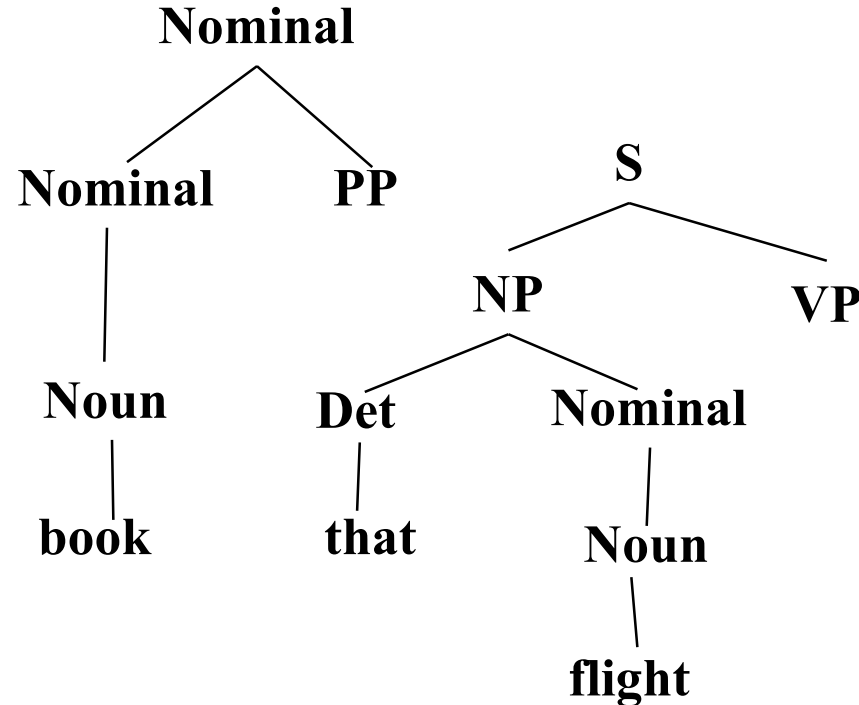 Nominal
S
Nominal PP
NP VP
Noun Det Nominal
book that Noun
flight